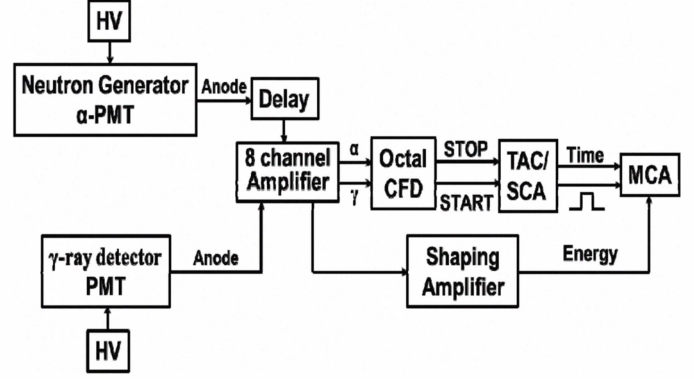 HV
Neutron Generator
α-PMT
Anode
Delay
8 channel
Amplifier
α
γ
Octal
CFD
STOP
START
TAC/
SCA
Time
MCA
γ-ray detector
PMT
Anode
Shaping
Amplifier
Energy
HV